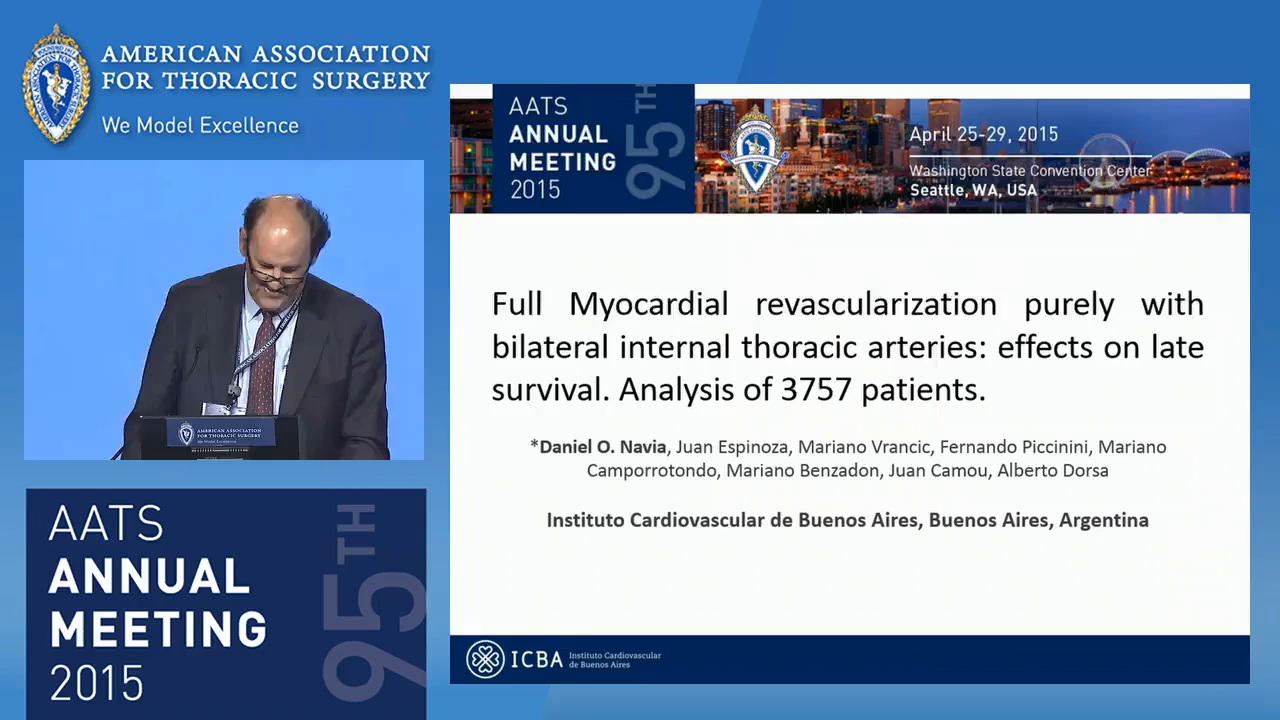 AMERICAN ASSOCIATION
FOR THORACIC SURGERY
We Model Excellence
AATS
ANNUAL
MEETING
2015
95TH
April 25-29, 2015
Washington State Convention Center
Seattle, WA, USA
Full Myocardial revascularization purely with
bilateral internal thoracic arteries: effects on late
survival. Analysis of 3757 patients.
*Daniel O. Navia, Juan Espinoza, Mariano Vrancic, Fernando Piccinini, Mariano
Camporrotondo, Mariano Benzadon, Juan Camou, Alberto Dorsa
Instituto Cardiovascular de Buenos Aires, Buenos Aires, Argentina
ICBA
Instituto Cardiovascular
de Buenos Aires
AMERICAN ASSOCIATION
FOR THORACIC SURGERY
We Model Excellence
AATS
ANNUAL
MEETING
2015
95TH